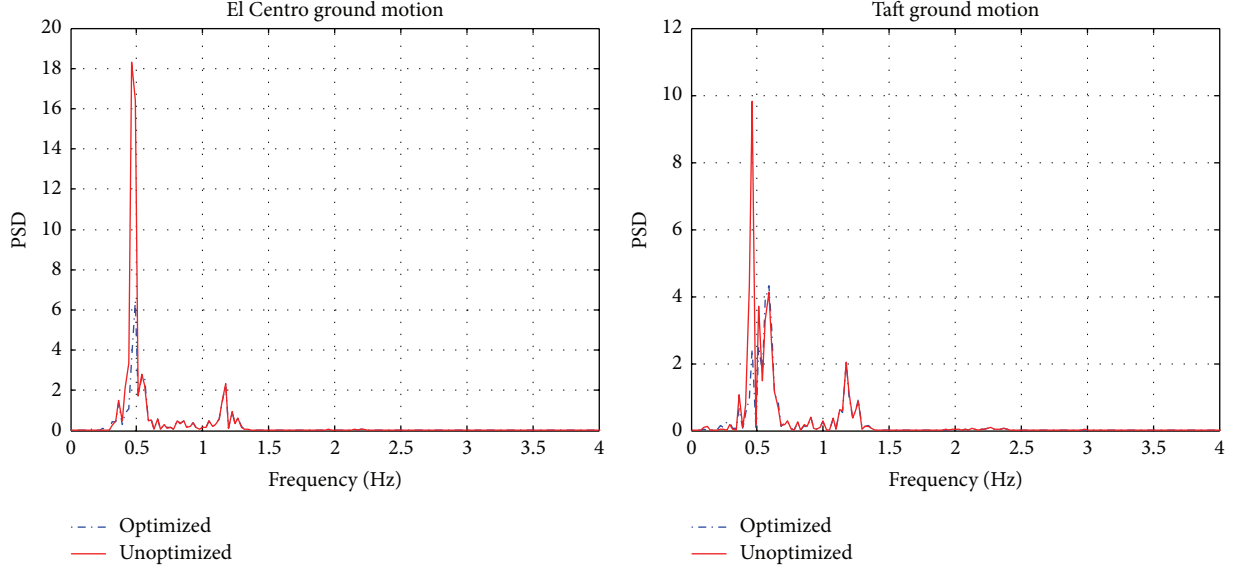 El Centro ground motion
20
18
16
14
12
10
8
6
4
2
0
PSD
0 0.5 1 1.5 2 2.5 3 3.5 4
Frequency (Hz)
Optimized
Unoptimized
Taft ground motion
12
10
8
6
4
2
0
PSD
0 0.5 1 1.5 2 2.5 3 3.5 4
Frequency (Hz)
Optimized
Unoptimized